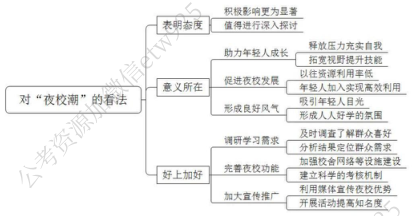 对“夜校潮”的看法
表明态度
积极影响更为显著
值得进行深入探讨
意义所在
助力年轻人成长
释放压力充实自我
拓宽视野提升技能
促进夜校发展
以往资源利用率低
年轻人加入实现高效利用
形成良好风气
吸引年轻人目光
形成人人好学的氛围
好上加好
调研学习需求
及时调查了解群众喜好
分析结果定位群众需求
完善夜校功能
加强校舍网络等设施建设
建立科学的考核机制
加大宣传推广
利用媒体宣传夜校优势
开展活动提高知名度
公考资源加微信etw985